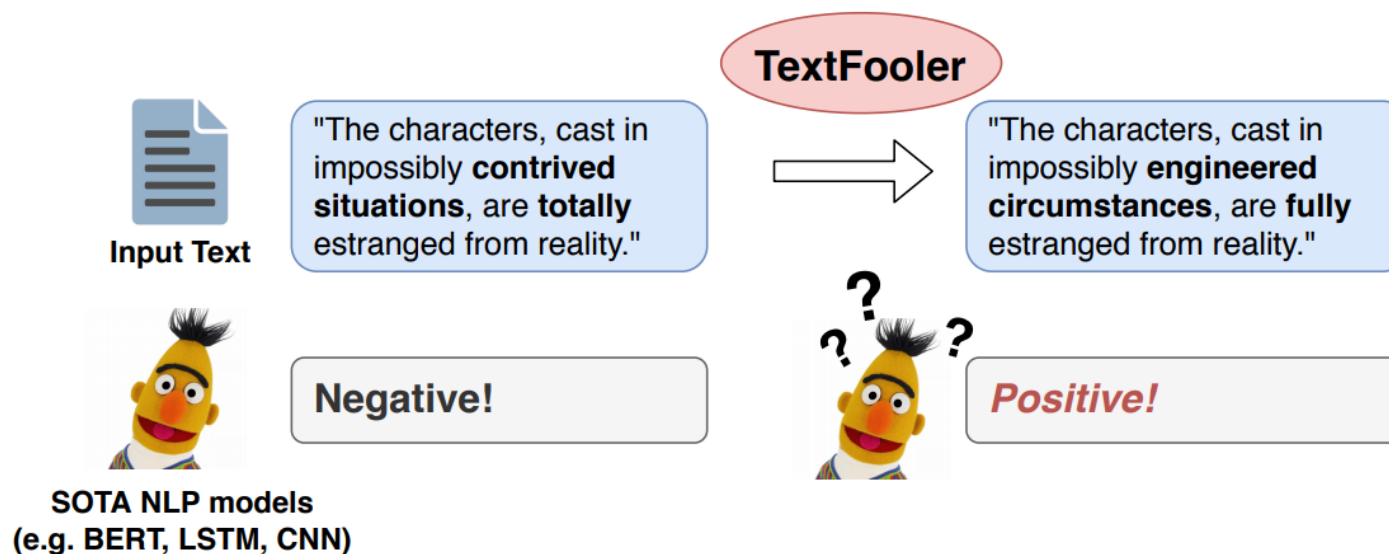 TextFooler
"The characters, cast in
impossibly contrived
situations, are totally
estranged from reality."
"The characters, cast in
impossibly engineered
circumstances, are fully
estranged from reality."
Input Text
?
?
?
Negative!
Positive!
SOTA NLP models
(e.g. BERT, LSTM, CNN)